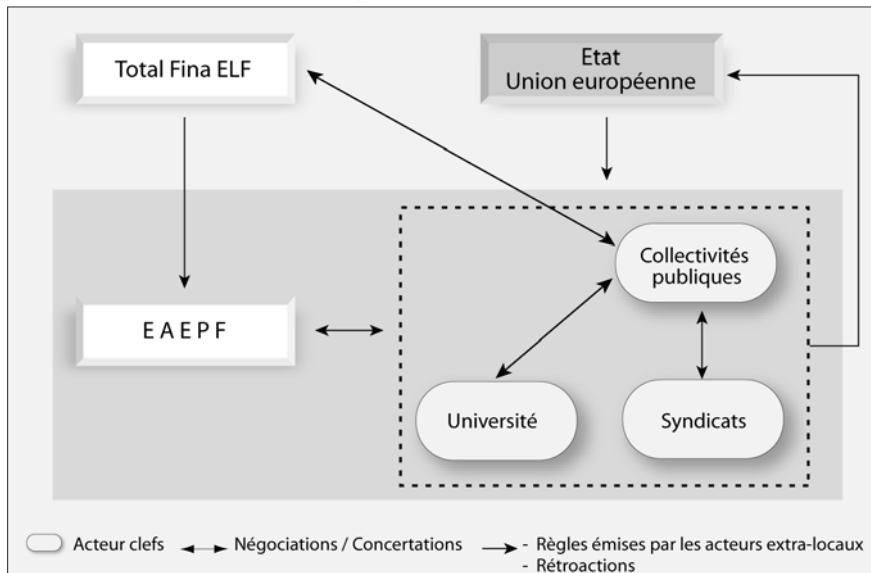 Total Fina ELF
Etat
Union européenne
Collectivités
publiques
E A E P F
Université
Syndicats
Acteur clefs
Négociations / Concertations
- Règles émises par les acteurs extra-locaux
- Rétroactions